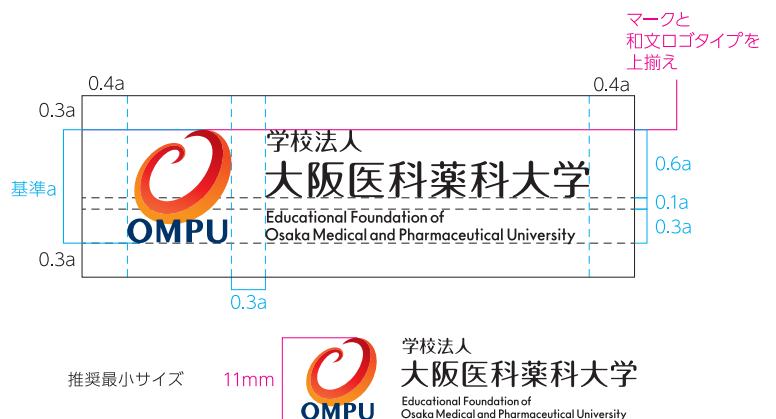 マークと
和文ロゴタイプを
上揃え
0.4a
0.4a
0.3a
学校法人
大阪医科薬科大学
0.6a
基準a
0.1a
Educational Foundation of
Osaka Medical and Pharmaceutical University
0.3a
OMPU
0.3a
0.3a
推奨最小サイズ
11mm
学校法人
大阪医科薬科大学
Educational Foundation of
Osaka Medical and Pharmaceutical University
OMPU